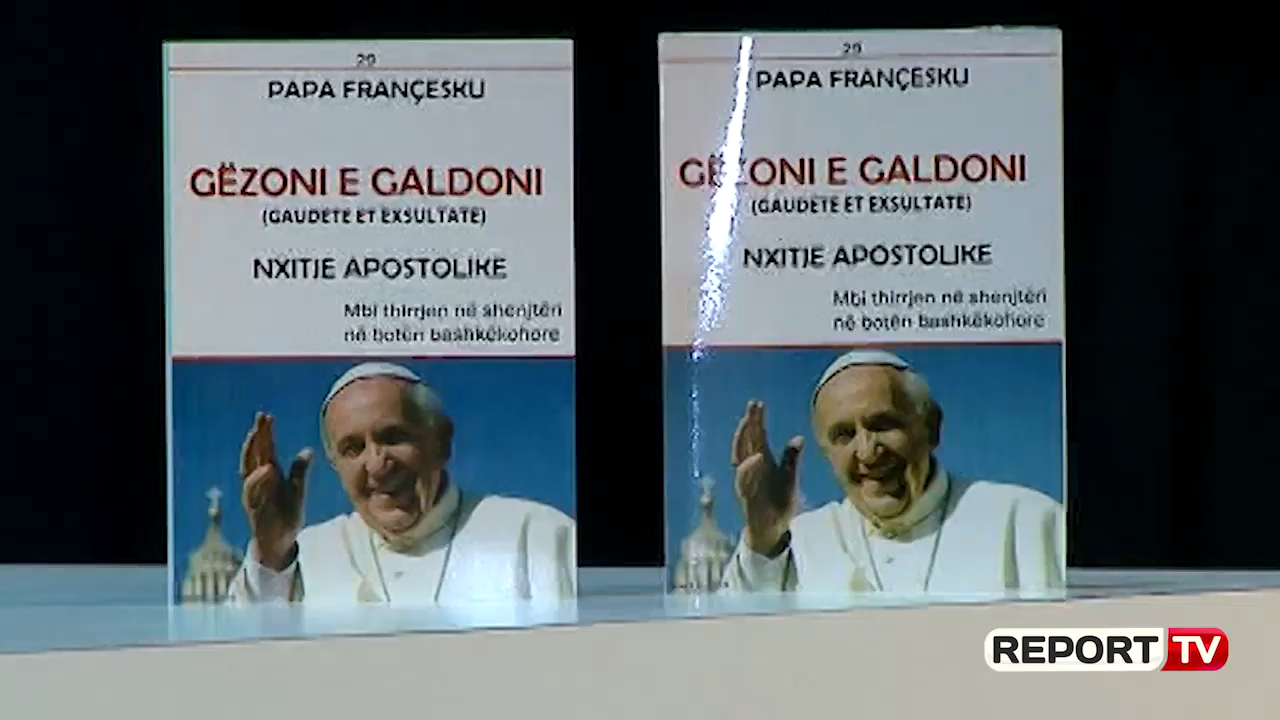 29
PAPA FRANÇESKU
GËZONI E GALDONI
(GAUDETE ET EXSULTATE)
NXITJE APOSTOLIKE
Mbi thirrjen në shenjtëri
në botën bashkëkohore
29
PAPA FRANÇESKU
GËZONI E GALDONI
(GAUDETE ET EXSULTATE)
NXITJE APOSTOLIKE
Mbi thirrjen në shenjtëri
në botën bashkëkohore
REPORT TV